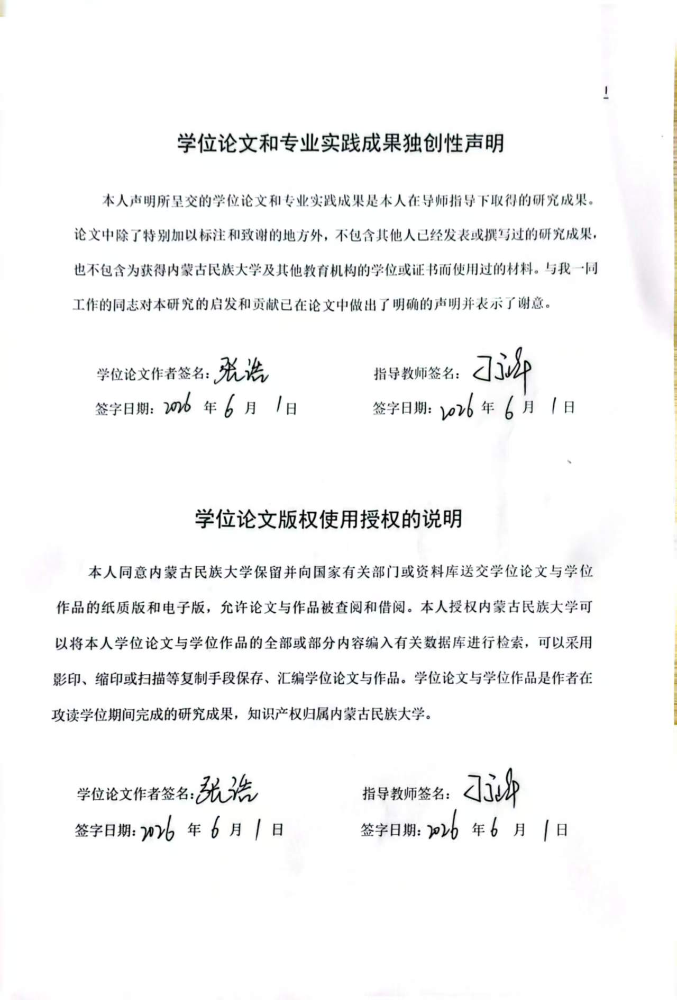 1
学位论文和专业实践成果独创性声明
本人声明所呈交的学位论文和专业实践成果是本人在导师指导下取得的研究成果。
论文中除了特别加以标注和致谢的地方外，不包含其他人已经发表或撰写过的研究成果，
也不包含为获得内蒙古民族大学及其他教育机构的学位或证书而使用过的材料。与我一同
工作的同志对本研究的启发和贡献已在论文中做出了明确的声明并表示了谢意。
学位论文作者签名：张浩 指导教师签名：
签字日期：2026 年 6 月 1 日 签字日期：2026 年 6 月 1 日
学位论文版权使用授权的说明
本人同意内蒙古民族大学保留并向国家有关部门或资料库送交学位论文与学位
作品的纸质版和电子版，允许论文与作品被查阅和借阅。本人授权内蒙古民族大学可
以将本人学位论文与学位作品的全部或部分内容编入有关数据库进行检索，可以采用
影印、缩印或扫描等复制手段保存、汇编学位论文与作品。学位论文与学位作品是作者在
攻读学位期间完成的研究成果，知识产权归属内蒙古民族大学。
学位论文作者签名：张浩 指导教师签名：
签字日期：2026 年 6 月 1 日 签字日期：2026 年 6 月 1 日